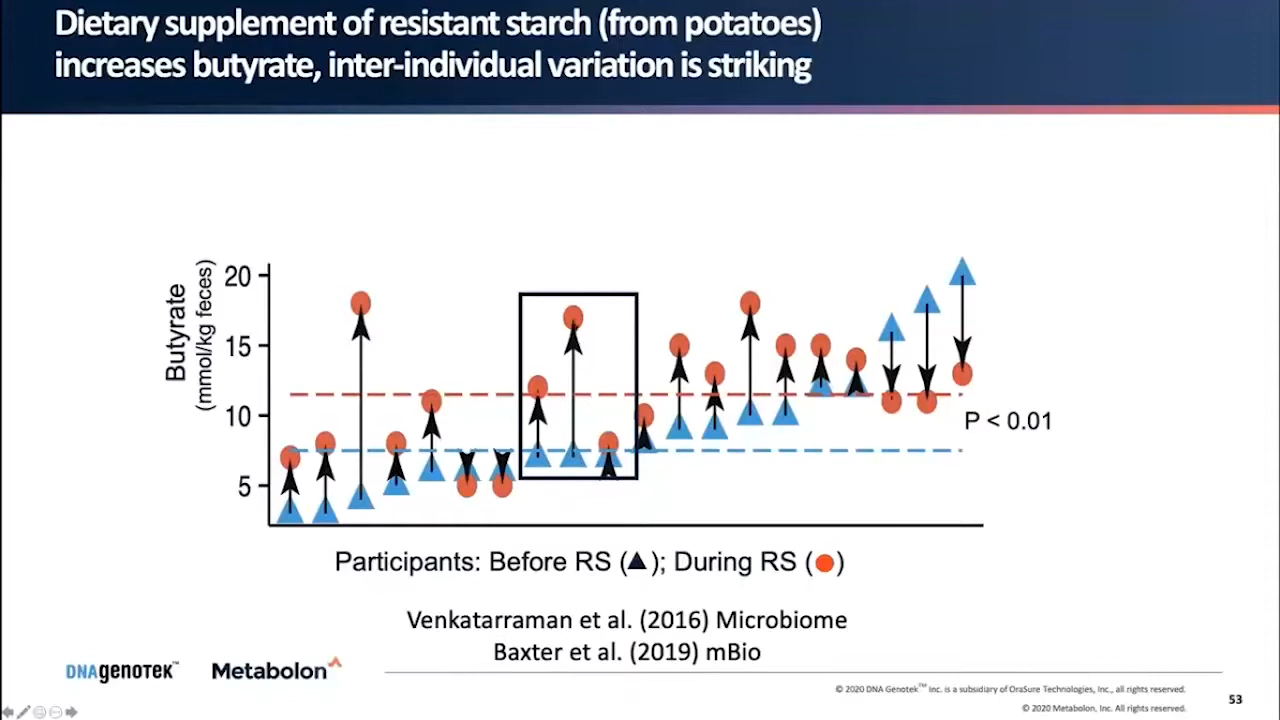 Dietary supplement of resistant starch (from potatoes)
increases butyrate, inter-individual variation is striking
Butyrate
(mmol/kg feces)
20
15
10
5
P < 0.01
Participants: Before RS (▲); During RS (●)
Venkatarraman et al. (2016) Microbiome
Baxter et al. (2019) mBio
DNAgenotek™
Metabolon
© 2020 DNA Genotek™ Inc. is a subsidiary of OraSure Technologies, Inc., all rights reserved.
© 2020 Metabolon, Inc. All rights reserved.
53